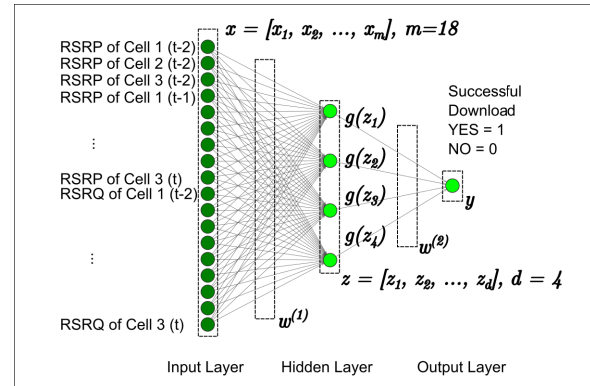 x = [x₁, x₂, ..., xₘ], m=18
RSRP of Cell 1 (t-2)
RSRP of Cell 2 (t-2)
RSRP of Cell 3 (t-2)
RSRP of Cell 1 (t-1)
...
RSRP of Cell 3 (t)
RSRQ of Cell 1 (t-2)
...
RSRQ of Cell 3 (t)
w⁽¹⁾
g(z₁)
g(z₂)
g(z₃)
g(z₄)
z = [z₁, z₂, ..., z_d], d = 4
w⁽²⁾
Successful
Download
YES = 1
NO = 0
y
Input Layer
Hidden Layer
Output Layer